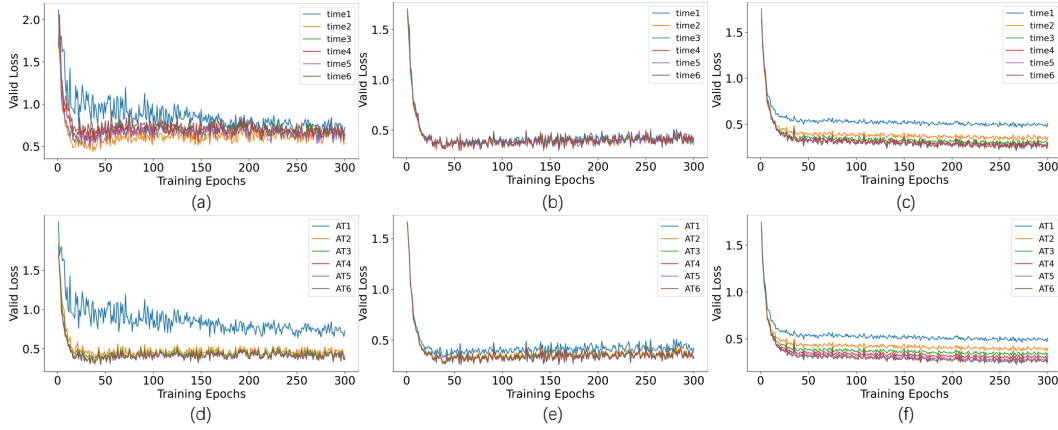 Valid Loss
2.0
1.5
1.0
0.5
0 50 100 150 200 250 300
Training Epochs
time1
time2
time3
time4
time5
time6
(a)
Valid Loss
1.5
1.0
0.5
0 50 100 150 200 250 300
Training Epochs
time1
time2
time3
time4
time5
time6
(b)
Valid Loss
1.5
1.0
0.5
0 50 100 150 200 250 300
Training Epochs
time1
time2
time3
time4
time5
time6
(c)
Valid Loss
1.5
1.0
0.5
0 50 100 150 200 250 300
Training Epochs
AT1
AT2
AT3
AT4
AT5
AT6
(d)
Valid Loss
1.5
1.0
0.5
0 50 100 150 200 250 300
Training Epochs
AT1
AT2
AT3
AT4
AT5
AT6
(e)
Valid Loss
1.5
1.0
0.5
0 50 100 150 200 250 300
Training Epochs
AT1
AT2
AT3
AT4
AT5
AT6
(f)